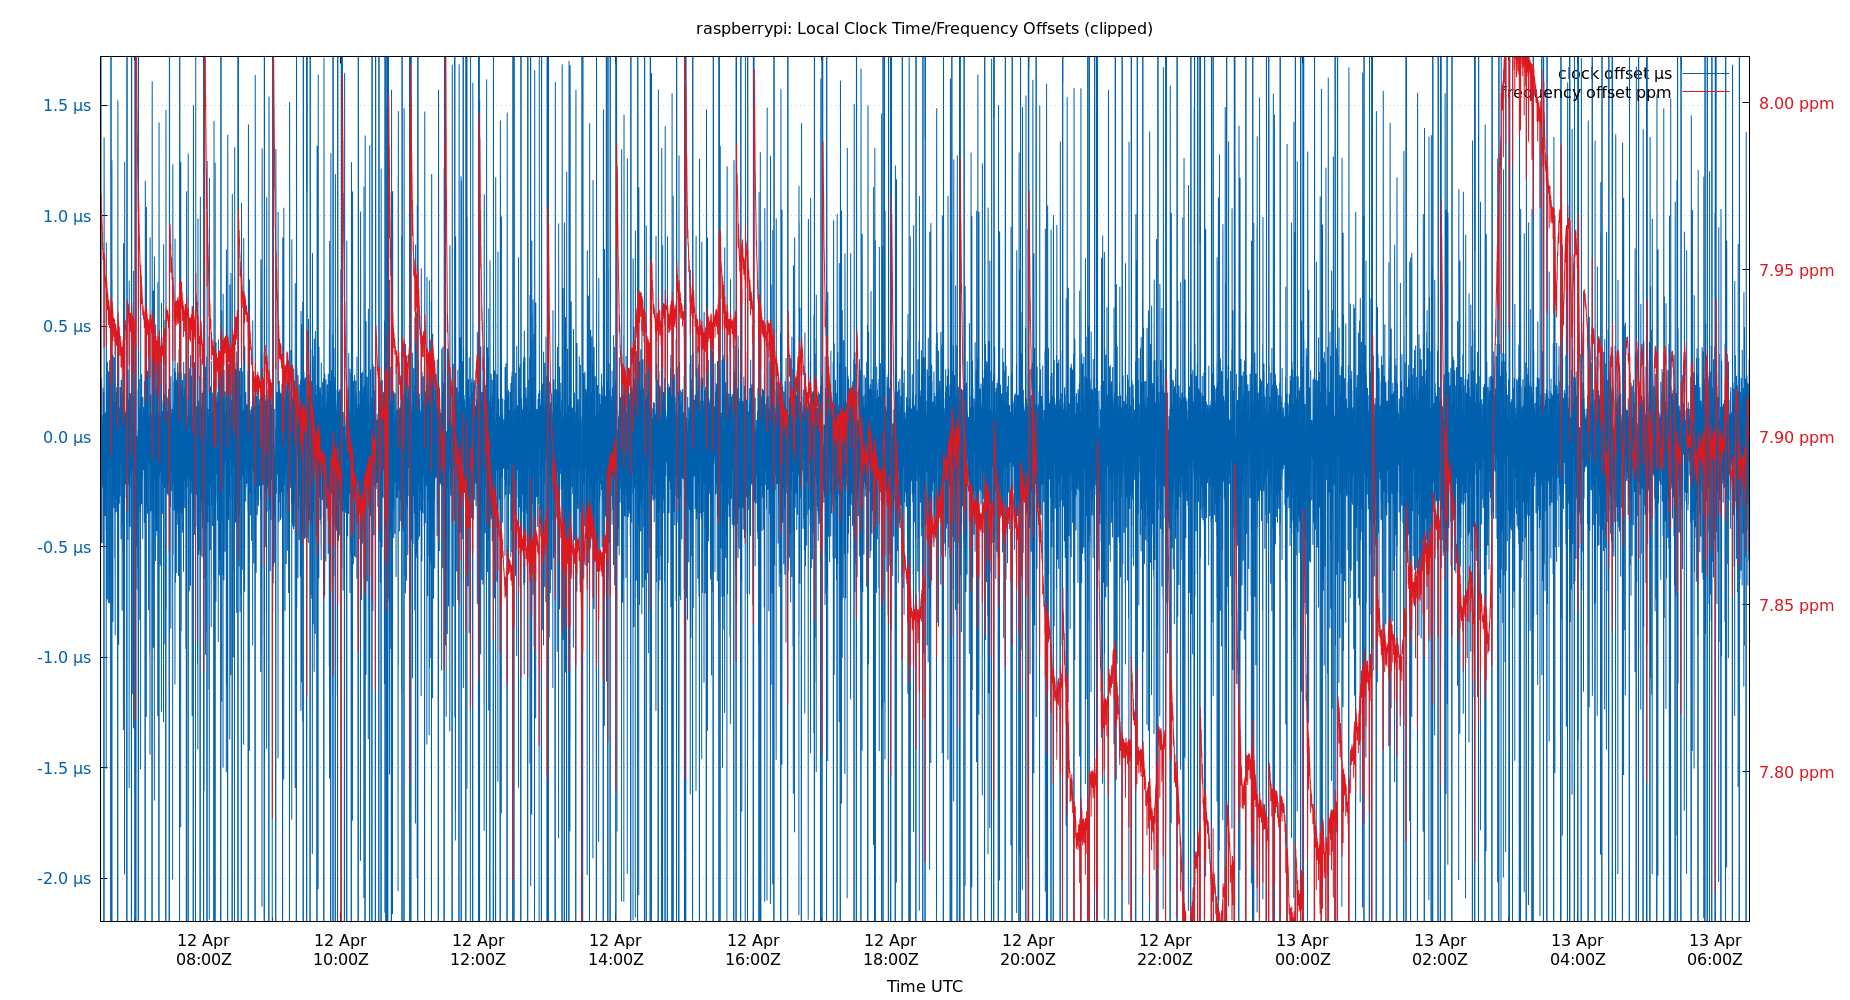 raspberrypi: Local Clock Time/Frequency Offsets (clipped)
clock offset µs
frequency offset ppm
1.5 µs
1.0 µs
0.5 µs
0.0 µs
-0.5 µs
-1.0 µs
-1.5 µs
-2.0 µs
8.00 ppm
7.95 ppm
7.90 ppm
7.85 ppm
7.80 ppm
12 Apr
08:00Z
12 Apr
10:00Z
12 Apr
12:00Z
12 Apr
14:00Z
12 Apr
16:00Z
12 Apr
18:00Z
12 Apr
20:00Z
12 Apr
22:00Z
13 Apr
00:00Z
13 Apr
02:00Z
13 Apr
04:00Z
13 Apr
06:00Z
Time UTC